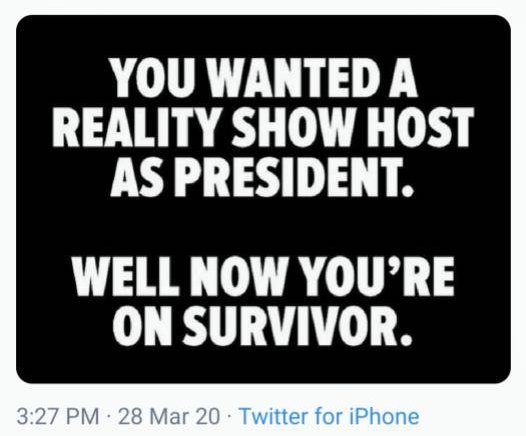 YOU WANTED A
REALITY SHOW HOST
AS PRESIDENT.
WELL NOW YOU’RE
ON SURVIVOR.
3:27 PM · 28 Mar 20 · Twitter for iPhone